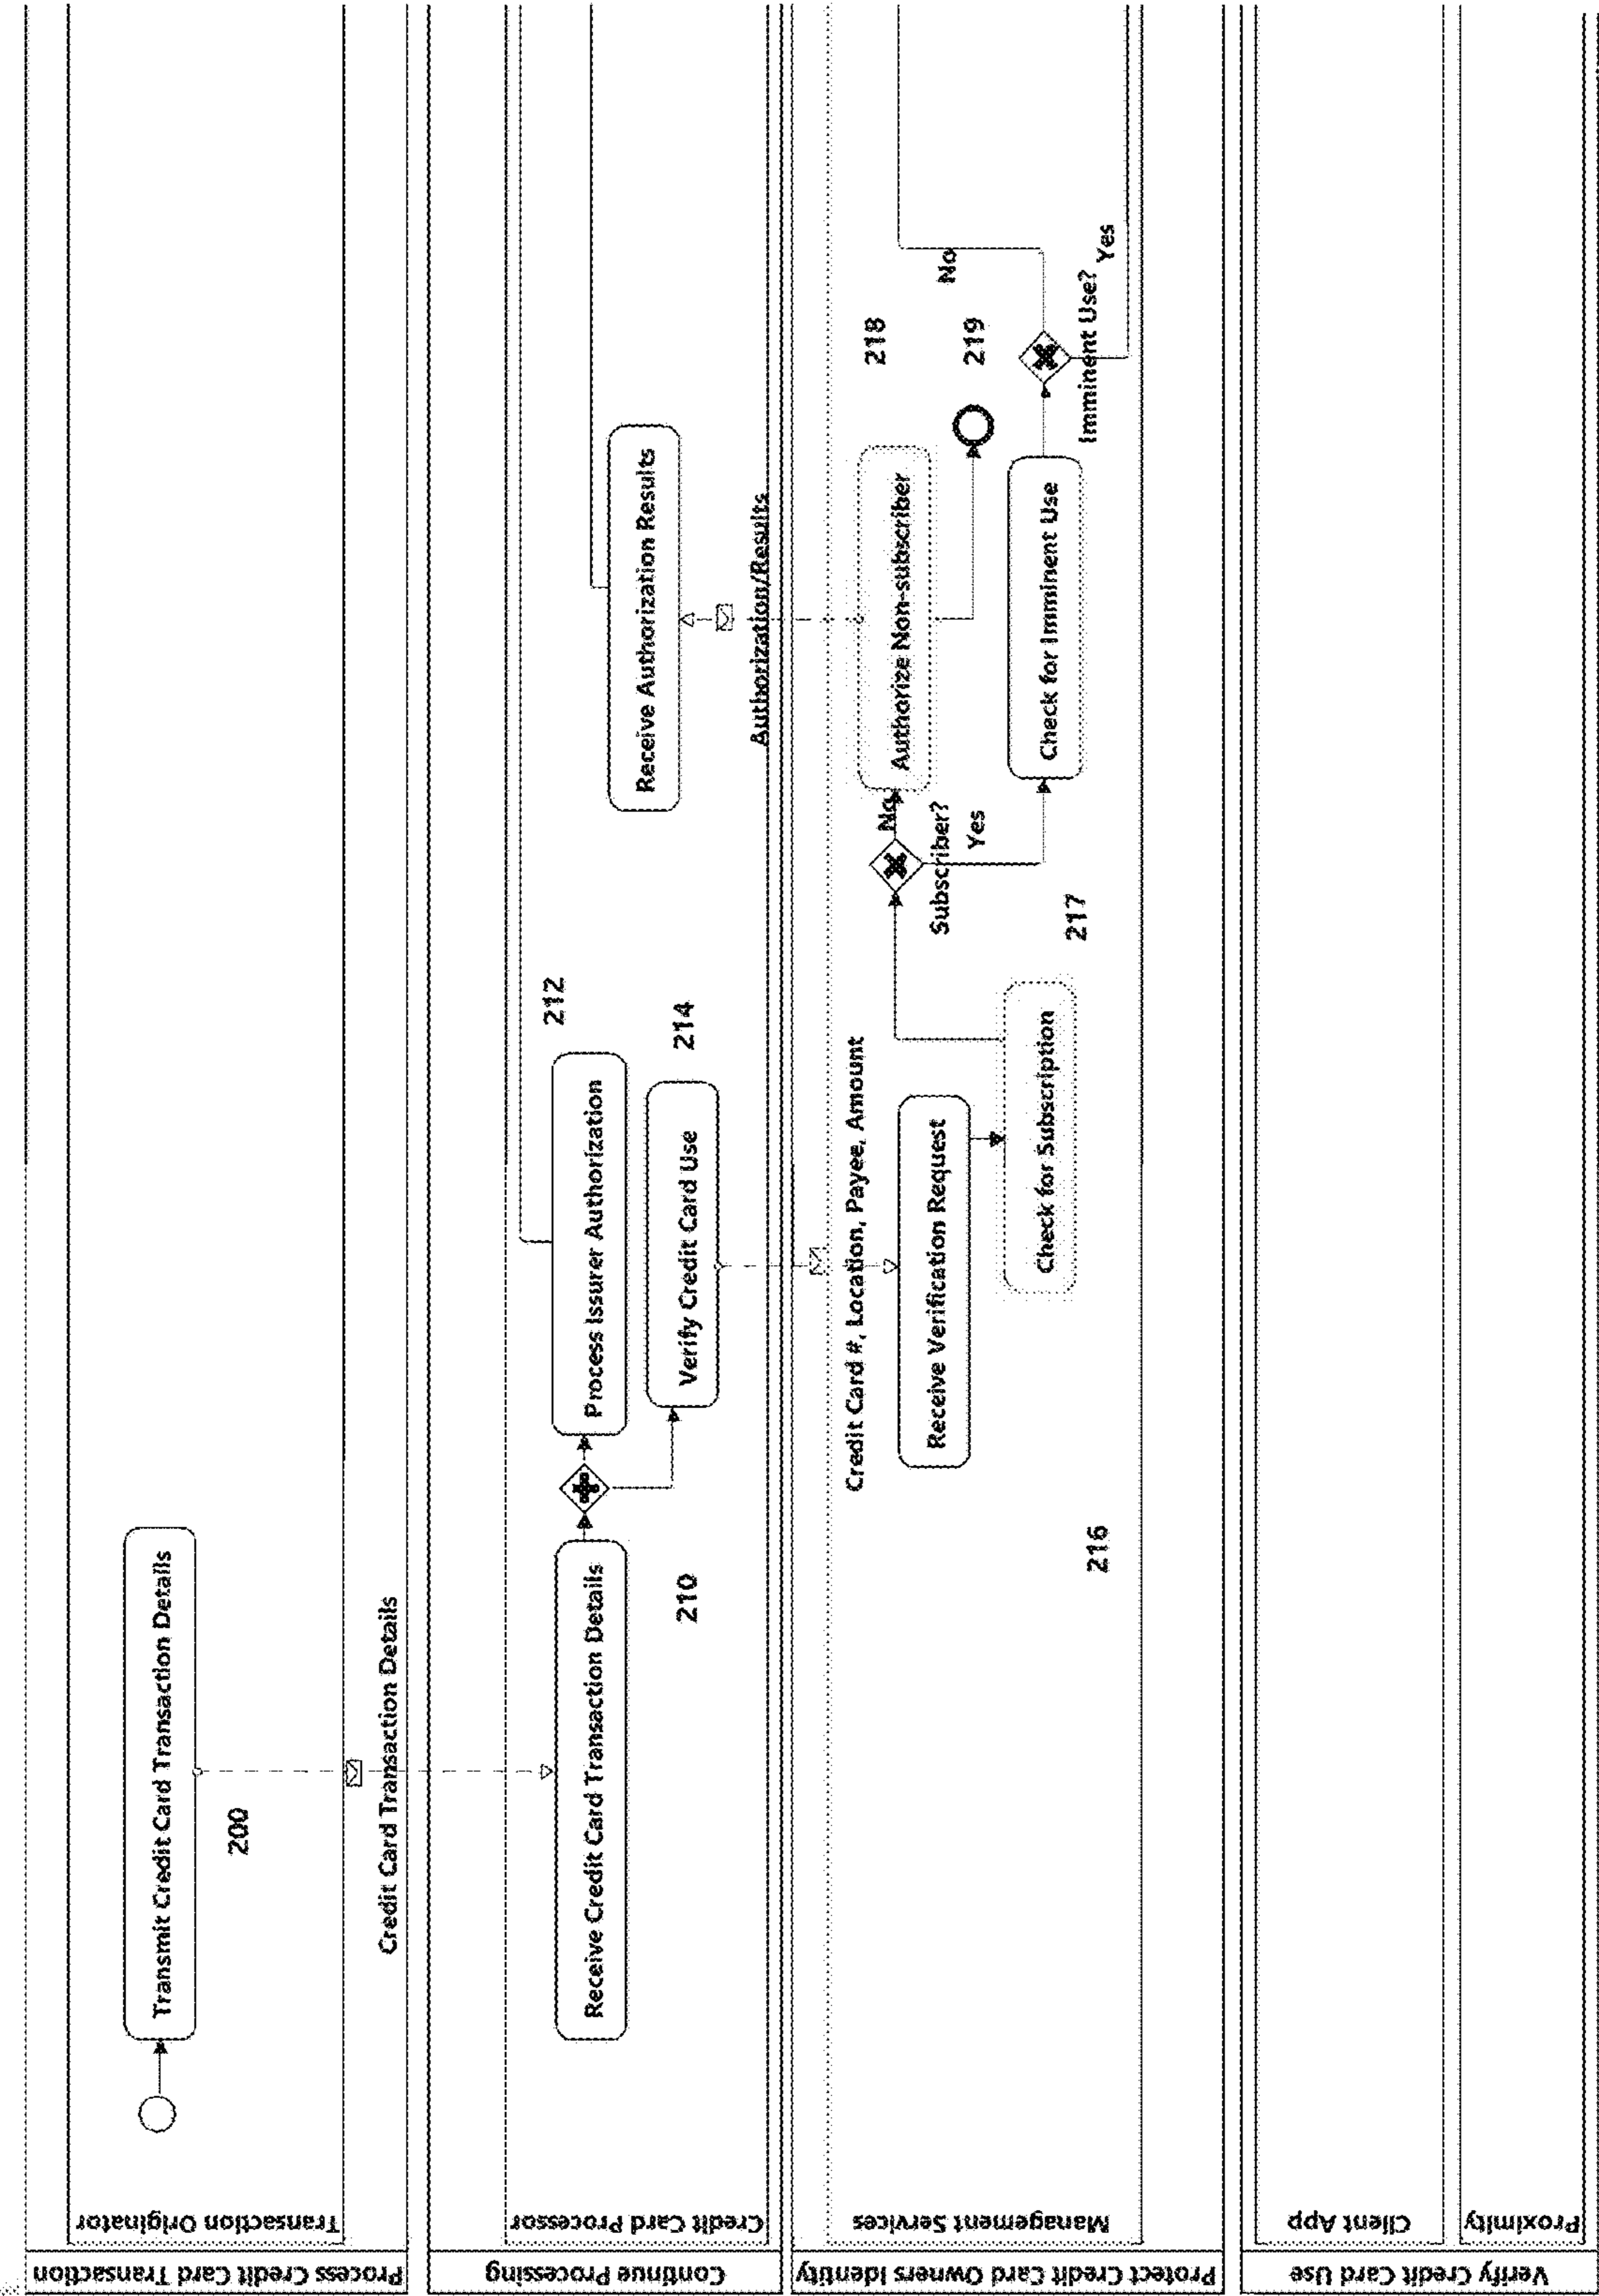 Process Credit Card Transaction
Transaction Originator
Transmit Credit Card Transaction Details
200
Credit Card Transaction Details
Continue Processing
Credit Card Processor
Receive Credit Card Transaction Details
210
Process Issurer Authorization
212
Verify Credit Card Use
214
Receive Authorization Results
Authorization/Results
Protect Credit Card Owners Identity
Management Services
Credit Card #, Location, Payee, Amount
Receive Verification Request
216
Check for Subscription
217
Subscriber?
No
Yes
Authorize Non-subscriber
218
219
Check for Imminent Use
Imminent Use?
No
Yes
Verify Credit Card Use
Client App
Proximity